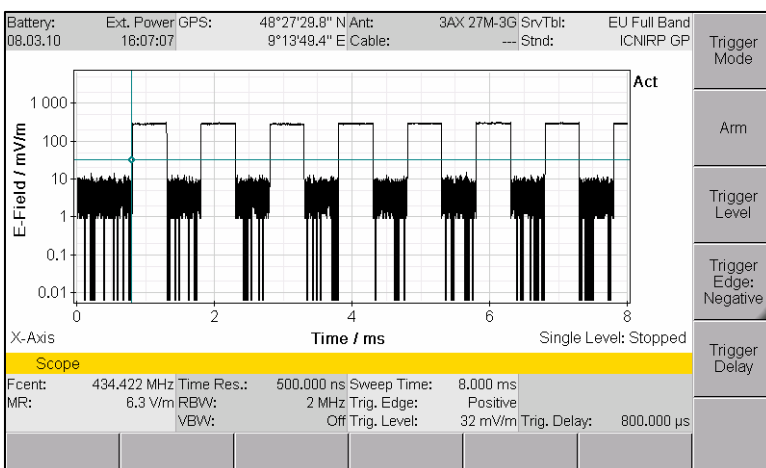 Battery: Ext. Power GPS: 48°27'29.8" N Ant: 3AX 27M-3G SrvTbl: EU Full Band
08.03.10 16:07:07 9°13'49.4" E Cable: --- Stnd: ICNIRP GP
Trigger
Mode
Arm
Trigger
Level
Trigger
Edge:
Negative
Trigger
Delay
Act
E-Field / mV/m
1 000
100
10
1
0.1
0.01
0 2 4 6 8
X-Axis Time / ms Single Level: Stopped
Scope
Fcent: 434.422 MHz Time Res.: 500.000 ns Sweep Time: 8.000 ms
MR: 6.3 V/m RBW: 2 MHz Trig. Edge: Positive
VBW: Off Trig. Level: 32 mV/m Trig. Delay: 800.000 µs